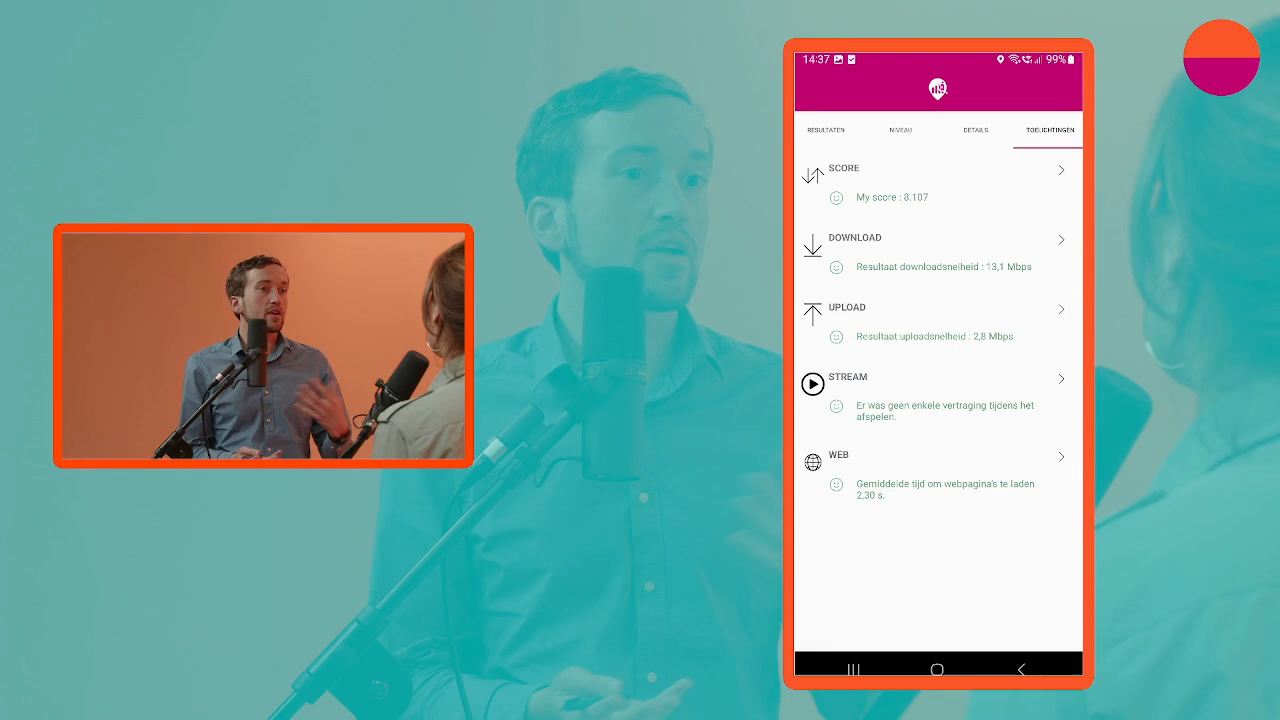 14:37
99%
RESULTATEN
NIVEAU
DETAILS
TOELICHTINGEN
SCORE
My score : 8.107
DOWNLOAD
Resultaat downloadsnelheid : 13,1 Mbps
UPLOAD
Resultaat uploadsnelheid : 2,8 Mbps
STREAM
Er was geen enkele vertraging tijdens het
afspelen.
WEB
Gemiddelde tijd om webpagina's te laden
2,30 s.